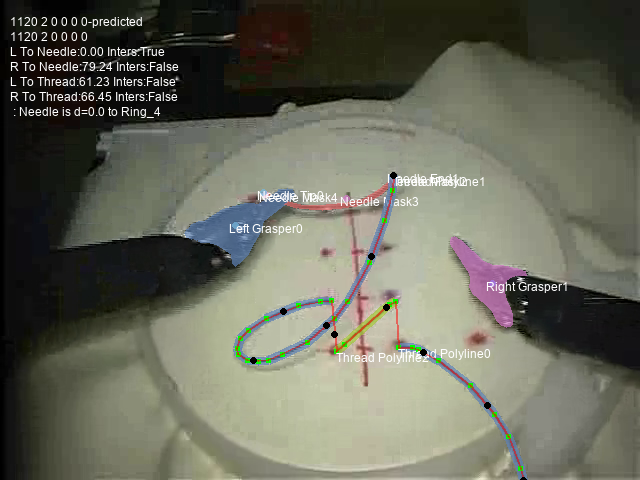 1120 2 0 0 0 0-predicted
1120 2 0 0 0 0
L To Needle:0.00 Inters:True
R To Needle:79.24 Inters:False
L To Thread:61.23 Inters:False
R To Thread:66.45 Inters:False
: Needle is d=0.0 to Ring_4
Needle End1
Needle Tip0
Needle Mask4
Needle Mask3
Left Grasper0
Right Grasper1
Thread Polyline2
Thread Polyline0